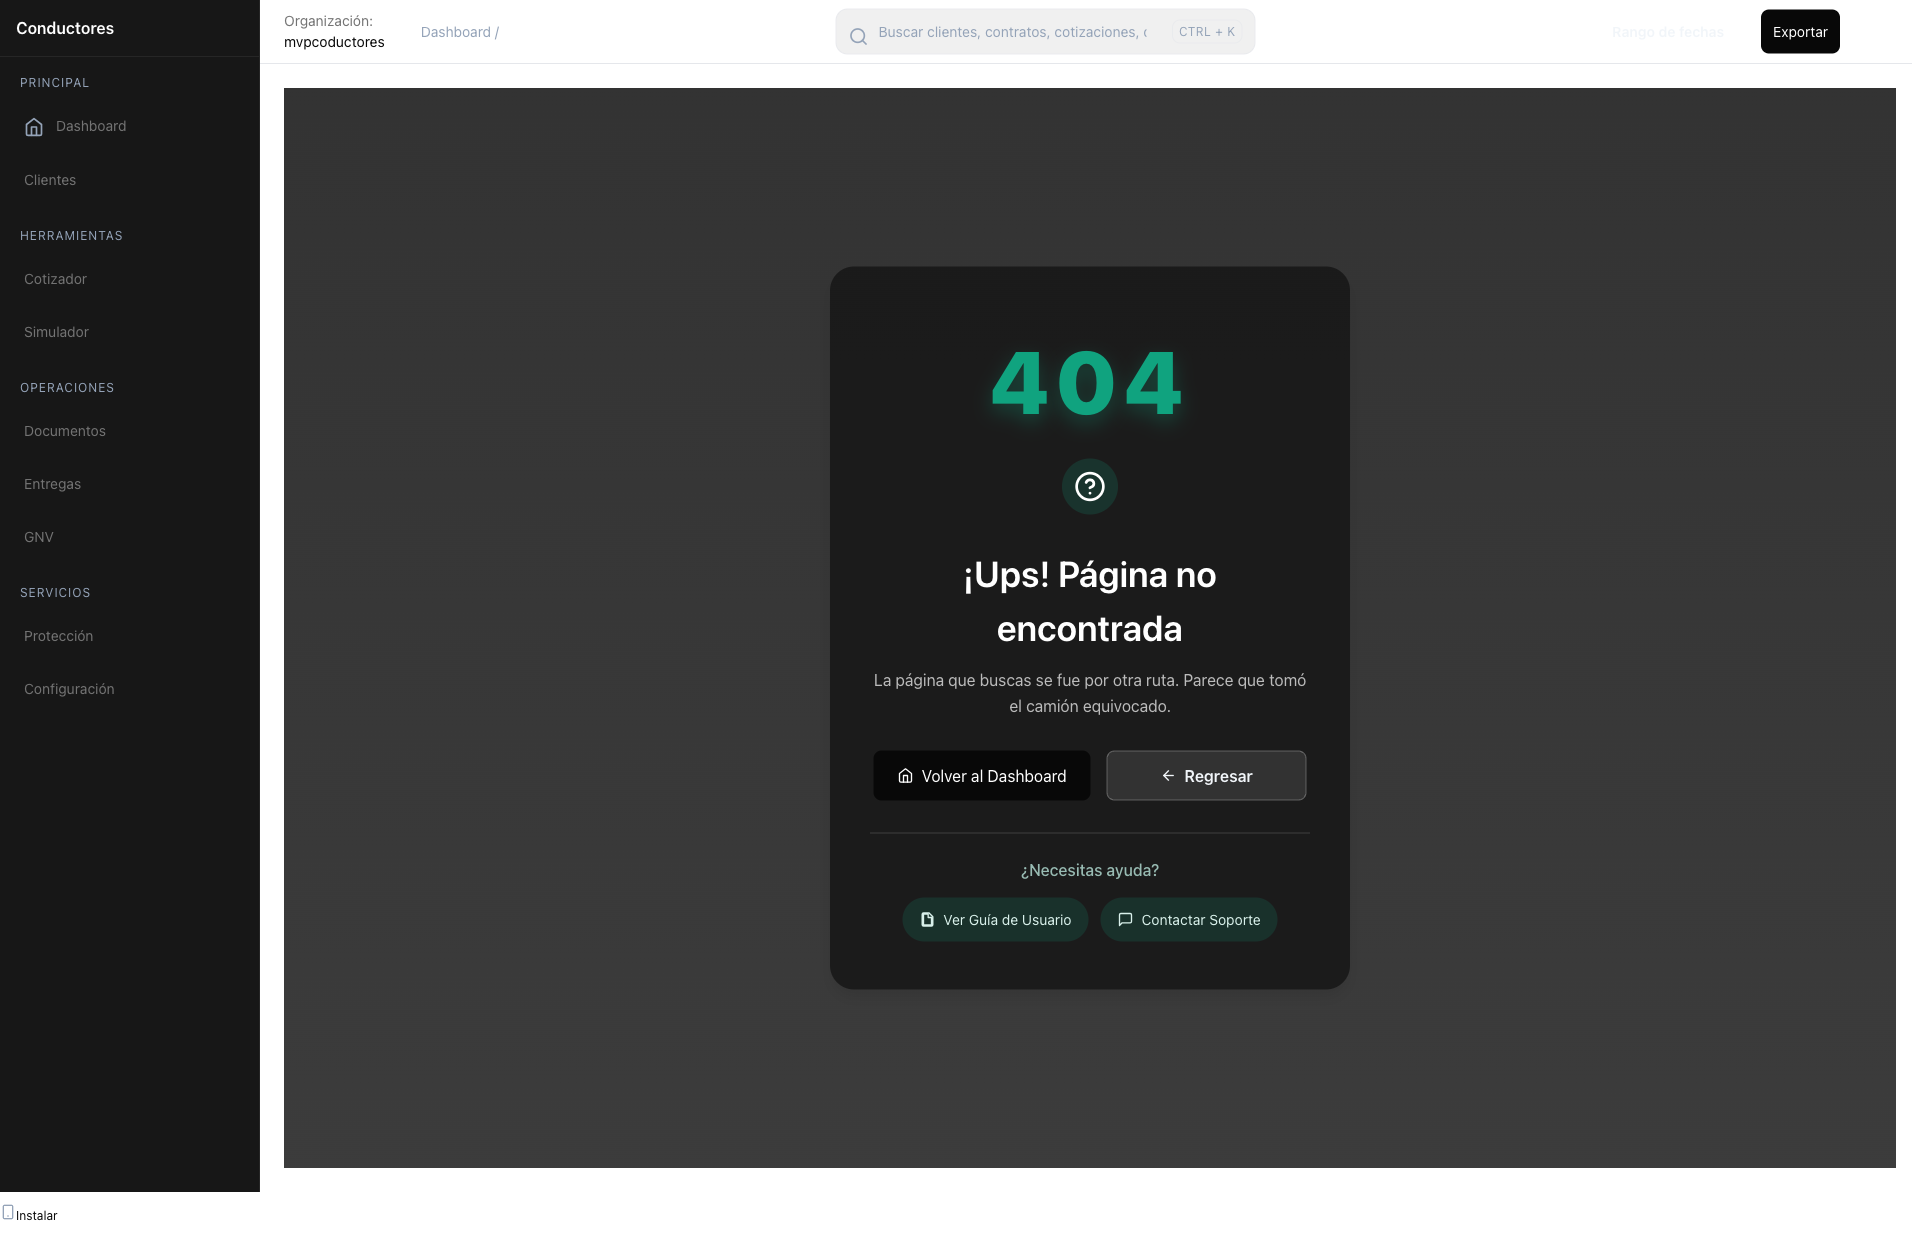 Conductores
PRINCIPAL
Dashboard
Clientes
HERRAMIENTAS
Cotizador
Simulador
OPERACIONES
Documentos
Entregas
GNV
SERVICIOS
Protección
Configuración
Instalar
Organización:
mvpcoductores
Dashboard /
Buscar clientes, contratos, cotizaciones,
CTRL + K
Rango de fechas
Exportar
404
¡Ups! Página no
encontrada
La página que buscas se fue por otra ruta. Parece que tomó
el camión equivocado.
Volver al Dashboard
Regresar
¿Necesitas ayuda?
Ver Guía de Usuario
Contactar Soporte